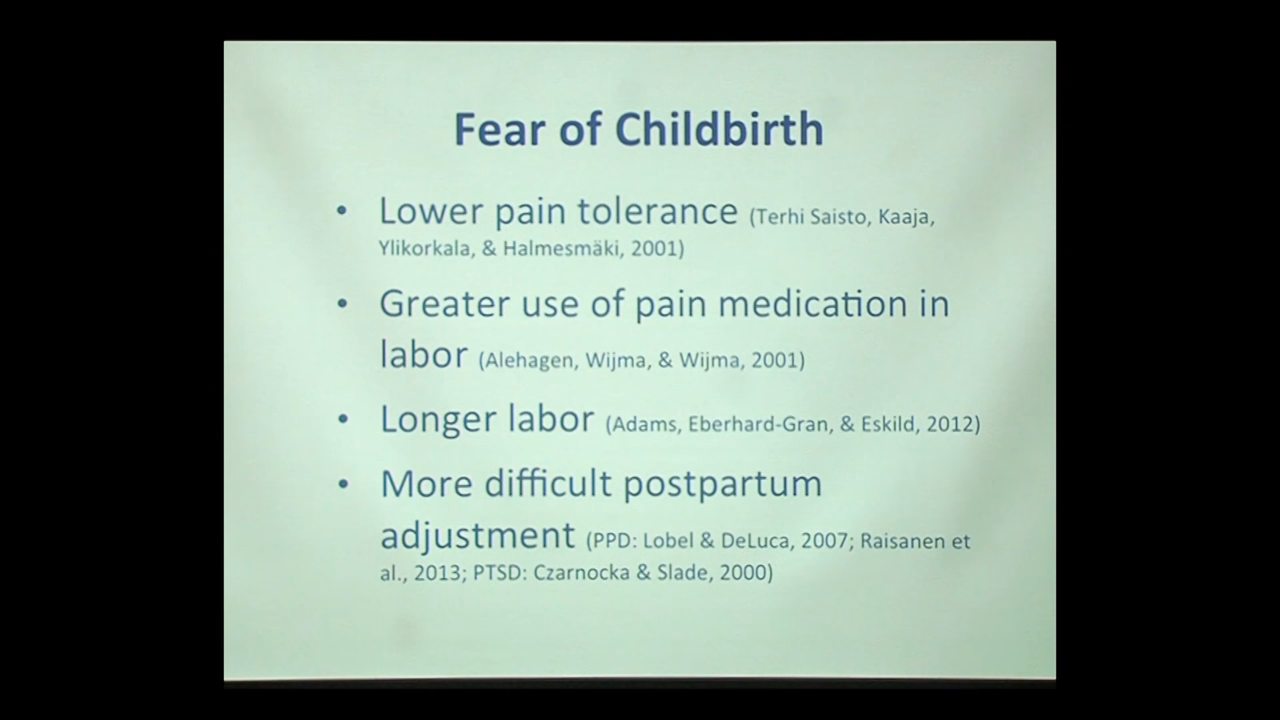 Fear of Childbirth
• Lower pain tolerance (Terhi Saisto, Kaaja,
Ylikorkala, & Halmesmäki, 2001)
• Greater use of pain medication in
labor (Alehagen, Wijma, & Wijma, 2001)
• Longer labor (Adams, Eberhard-Gran, & Eskild, 2012)
• More difficult postpartum
adjustment (PPD: Lobel & DeLuca, 2007; Raisanen et
al., 2013; PTSD: Czarnocka & Slade, 2000)